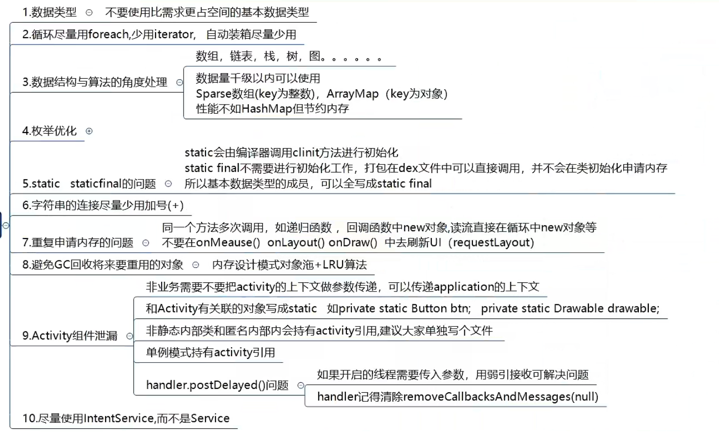 1.数据类型
不要使用比需求更占空间的基本数据类型
2.循环尽量用foreach,少用iterator, 自动装箱尽量少用
3.数据结构与算法的角度处理
数组，链表，栈，树，图。。。。。。
数据量千级以内可以使用
Sparse数组(key为整数)，ArrayMap（key为对象）
性能不如HashMap但节约内存
4.枚举优化
5.static staticfinal的问题
static会由编译器调用clinit方法进行初始化
static final不需要进行初始化工作，打包在dex文件中可以直接调用，并不会在类初始化申请内存
所以基本数据类型的成员，可以全写成static final
6.字符串的连接尽量少用加号(+)
7.重复申请内存的问题
同一个方法多次调用，如递归函数 ，回调函数中new对象,读流直接在循环中new对象等
不要在onMeause() onLayout() onDraw() 中去刷新UI（requestLayout）
8.避免GC回收将来要重用的对象
内存设计模式对象沲+LRU算法
9.Activity组件泄漏
非业务需要不要把activity的上下文做参数传递，可以传递application的上下文
和Activity有关联的对象写成static 如private static Button btn; private static Drawable drawable;
非静态内部类和匿名内部内会持有activity引用,建议大家单独写个文件
单例模式持有activity引用
handler.postDelayed()问题
如果开启的线程需要传入参数，用弱引接收可解决问题
handler记得清除removeCallbacksAndMessages(null)
10.尽量使用IntentService,而不是Service